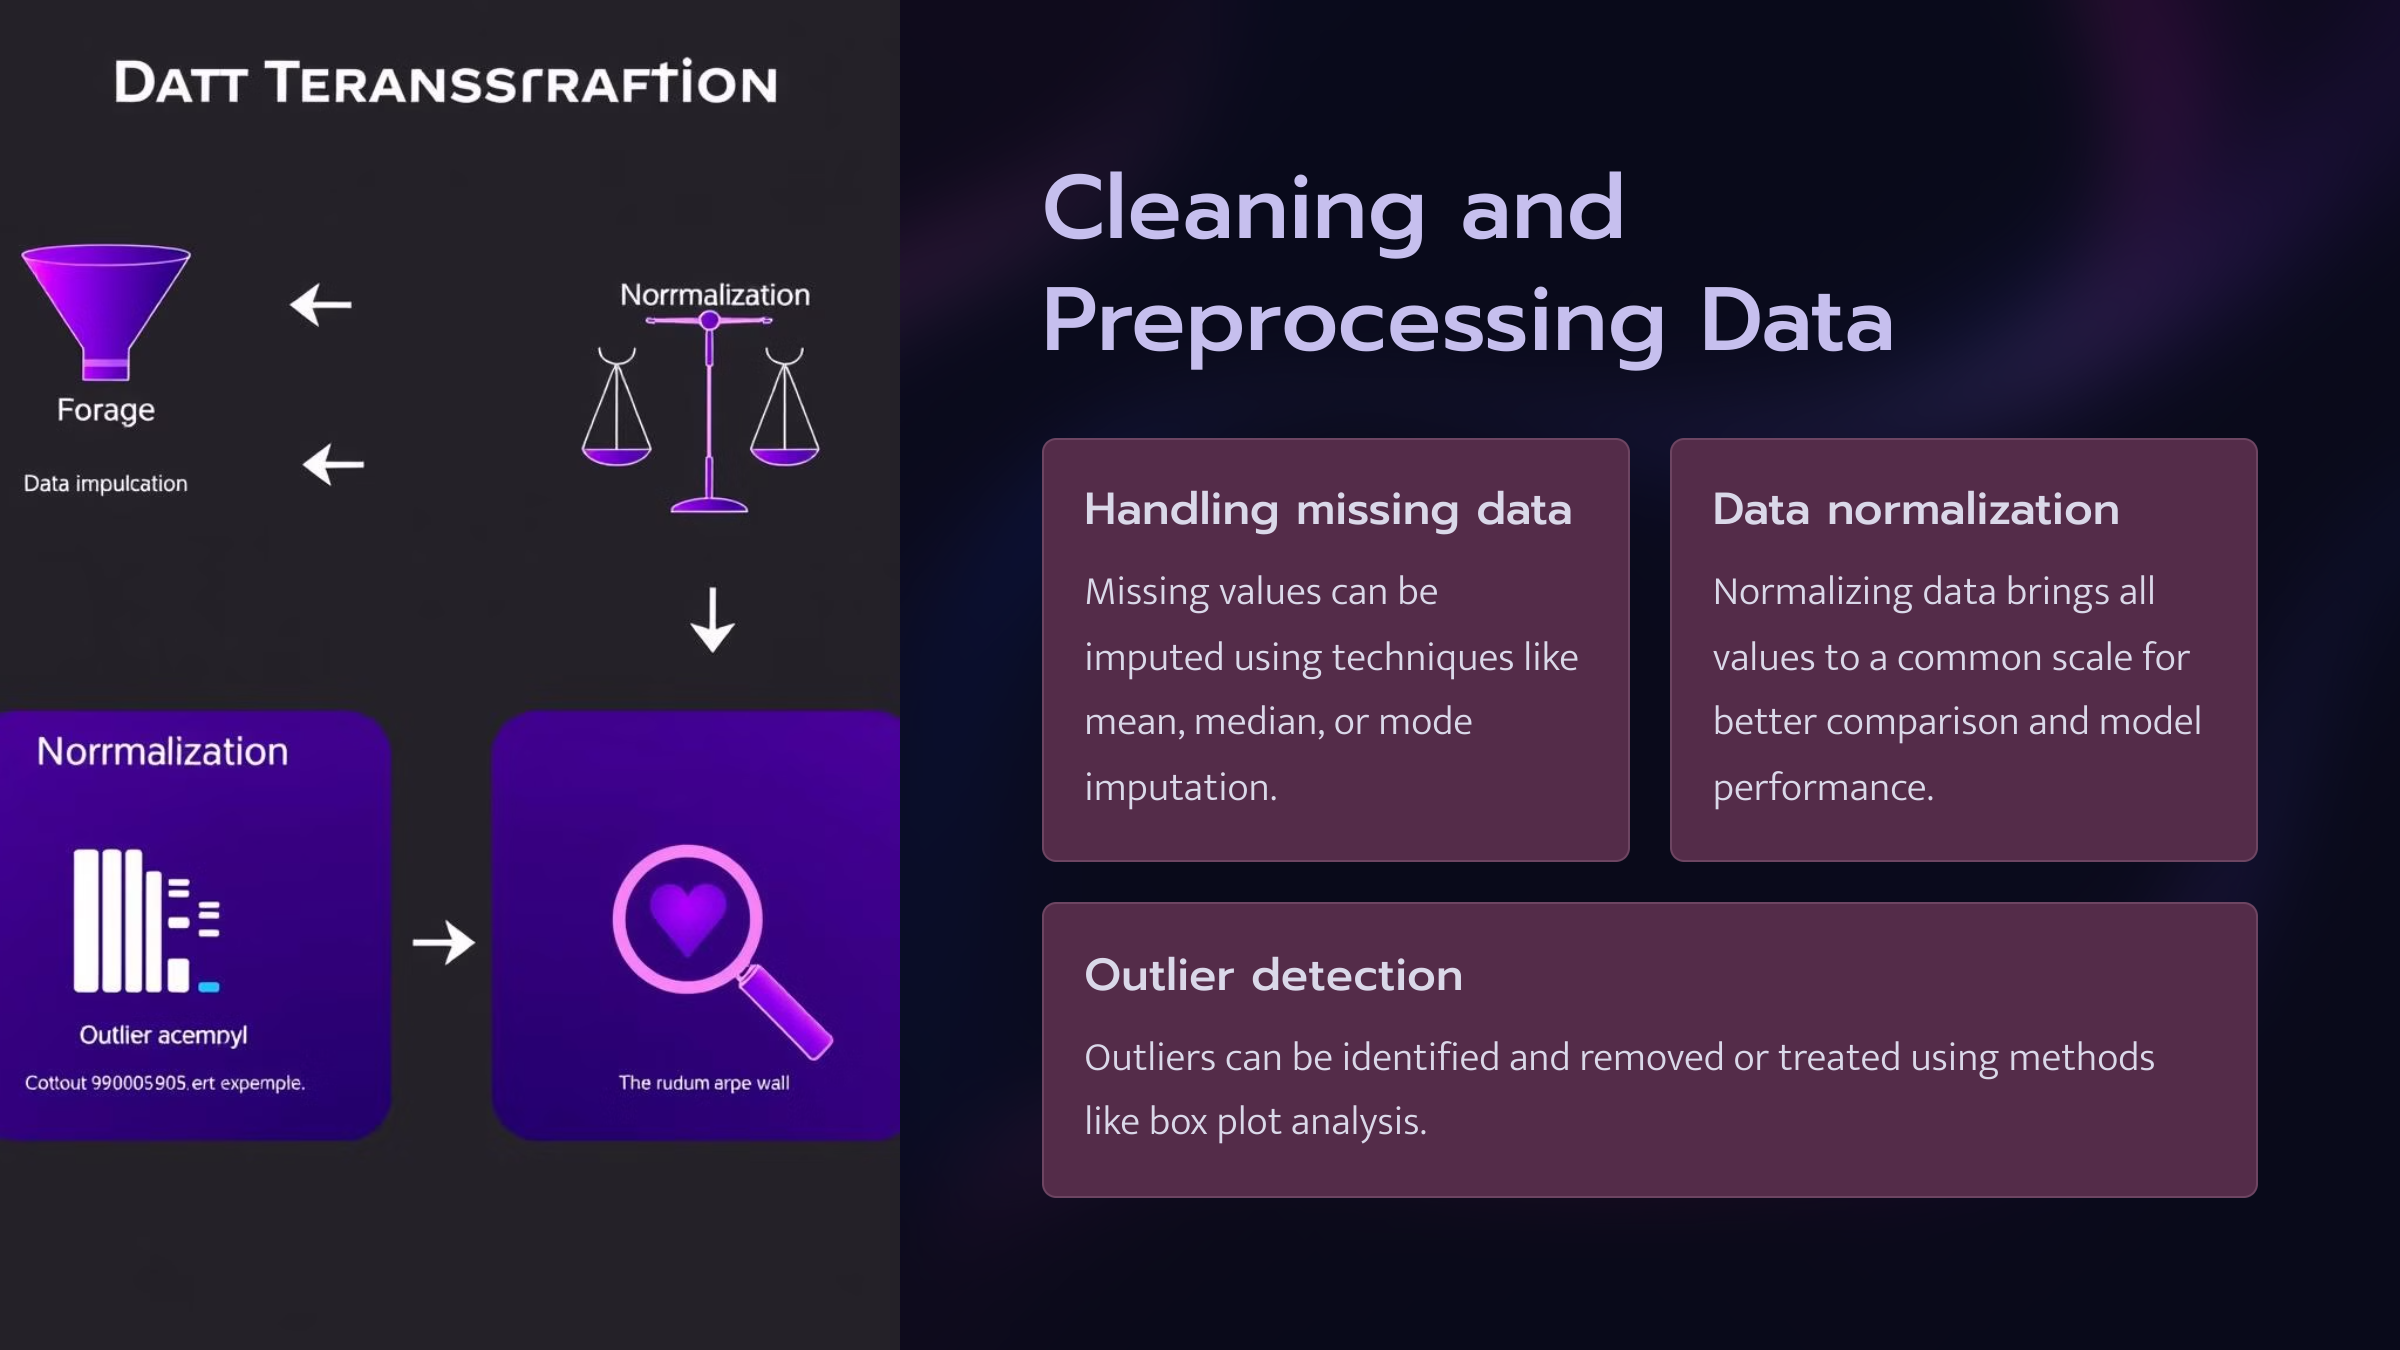 DATT TERANSSrRAFTiON
Norrmalization
Forage
Data impulcation
Norrmalization
Outlier acempyl
Cottout 990005905.ert expemple.
The rudum arpe wall
Cleaning and
Preprocessing Data
Handling missing data
Missing values can be
imputed using techniques like
mean, median, or mode
imputation.
Data normalization
Normalizing data brings all
values to a common scale for
better comparison and model
performance.
Outlier detection
Outliers can be identified and removed or treated using methods
like box plot analysis.